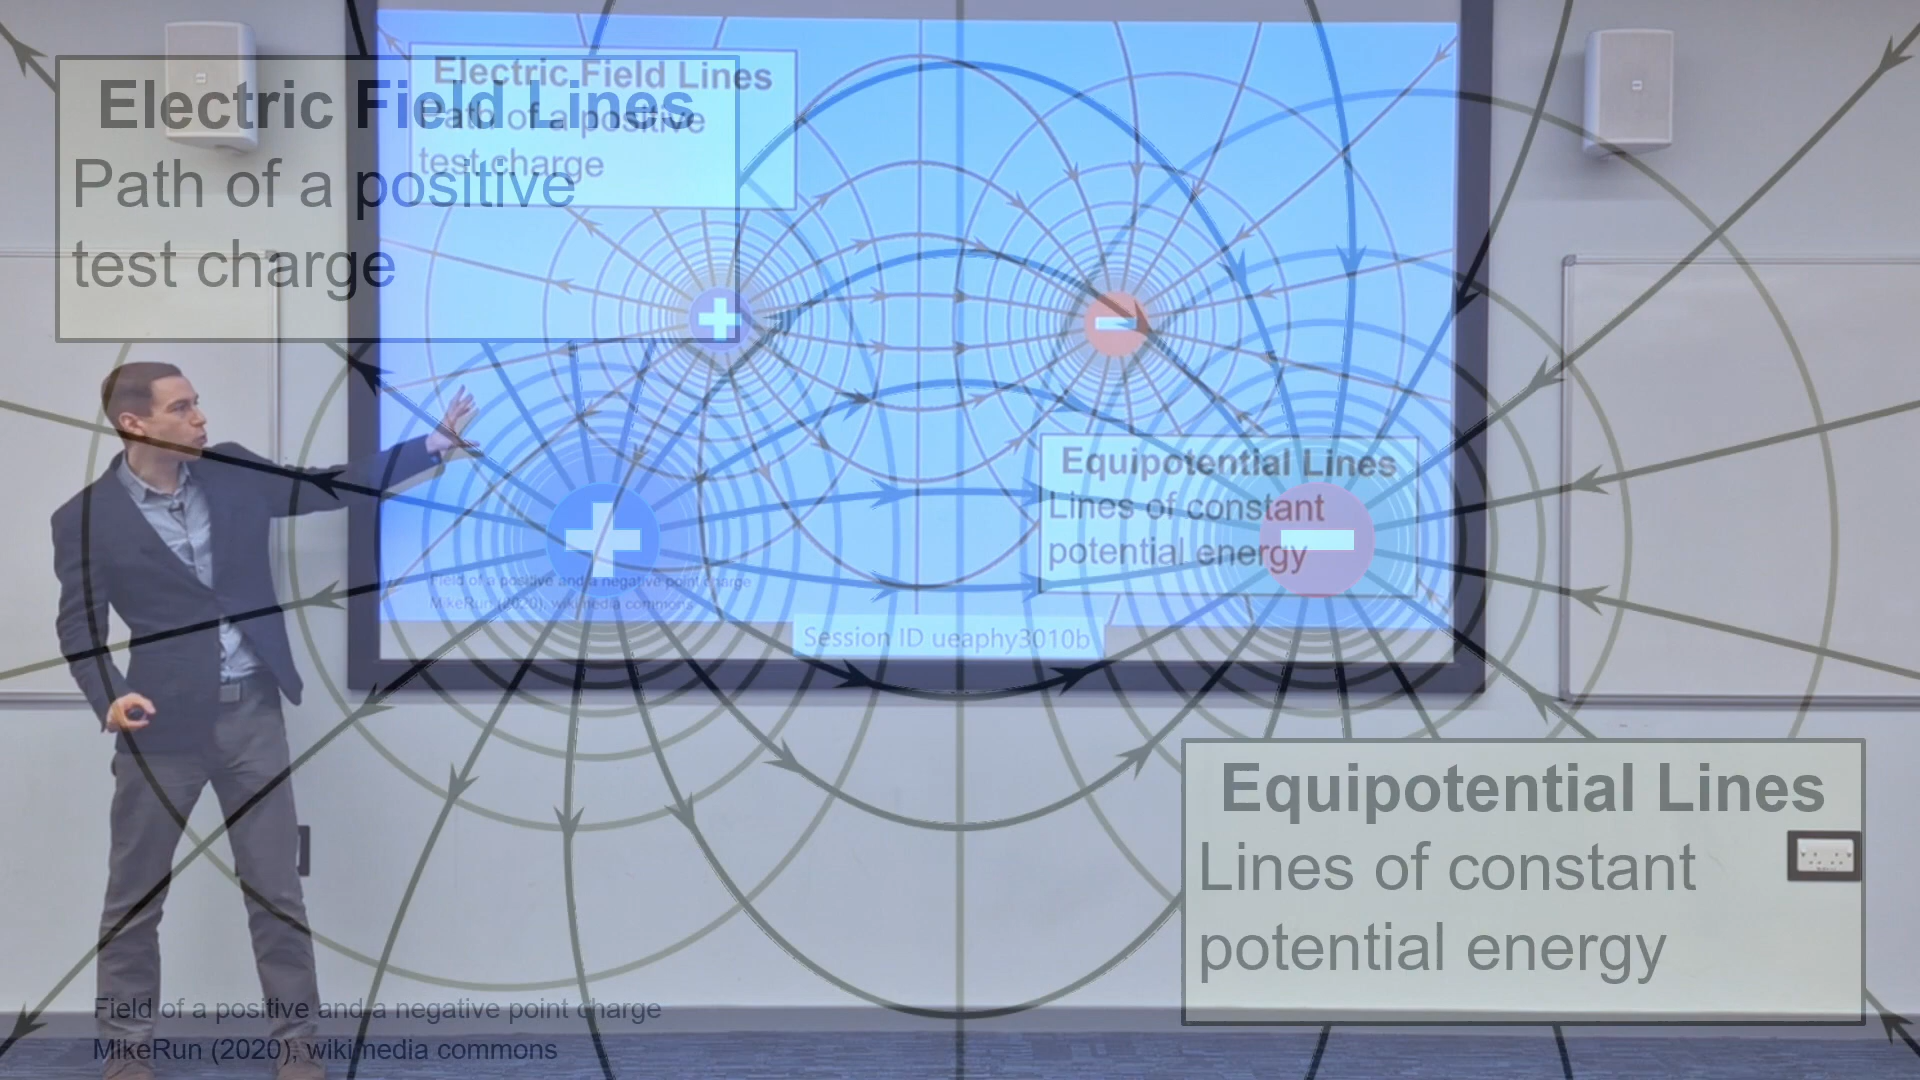 Electric Field Lines
Path of a positive
test charge
Electric Field Lines
Path of a positive
test charge
Equipotential Lines
Lines of constant
potential energy
Field of a positive and a negative point charge
MikeRun (2020), wikimedia commons
Session ID ueaphy3010b
Equipotential Lines
Lines of constant
potential energy
Field of a positive and a negative point charge
MikeRun (2020), wikimedia commons